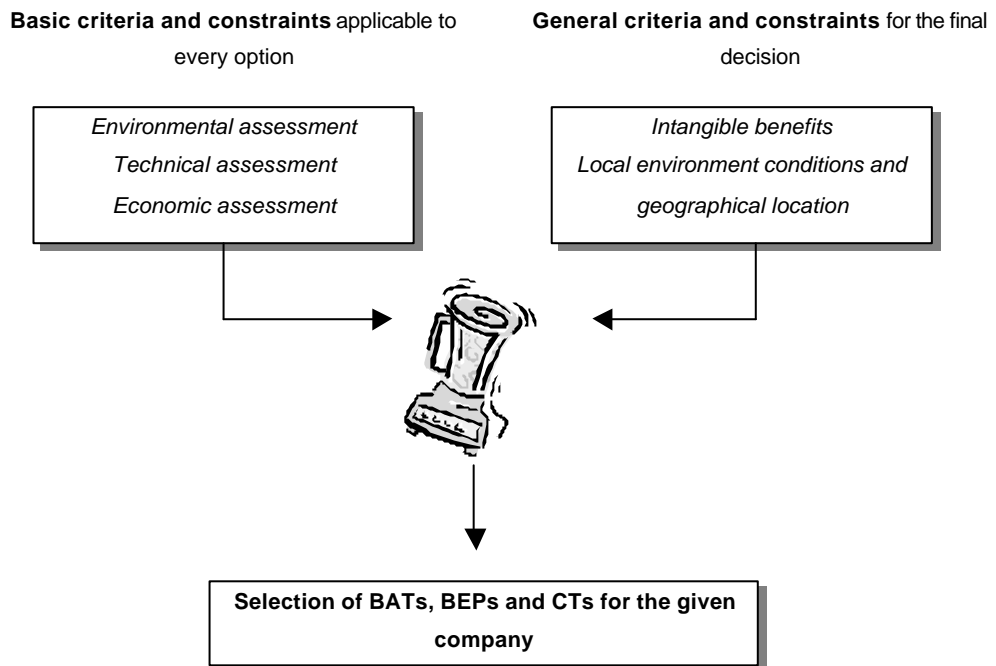 Basic criteria and constraints applicable to
every option
General criteria and constraints for the final
decision
Environmental assessment
Technical assessment
Economic assessment
Intangible benefits
Local environment conditions and
geographical location
Selection of BATs, BEPs and CTs for the given
company